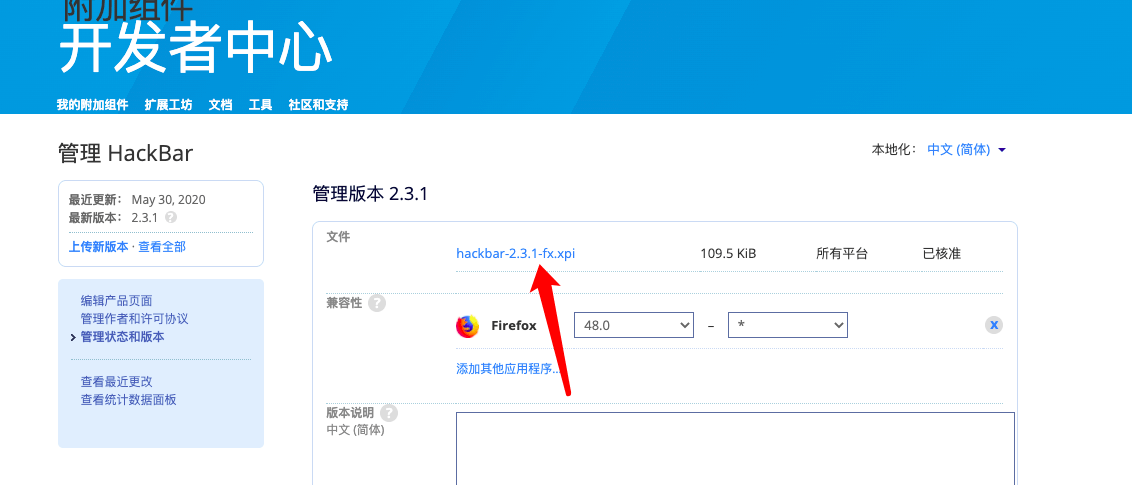 附加组件
开发者中心
我的附加组件 扩展工坊 文档 工具 社区和支持
管理 HackBar
本地化： 中文 (简体)
最近更新： May 30, 2020
最新版本： 2.3.1 ?
上传新版本 · 查看全部
编辑产品页面
管理作者和许可协议
管理状态和版本
查看最近更改
查看统计数据面板
管理版本 2.3.1
文件
hackbar-2.3.1-fx.xpi 109.5 KiB 所有平台 已核准
兼容性 ?
Firefox 48.0 – * x
添加其他应用程序…
版本说明 ?
中文 (简体)